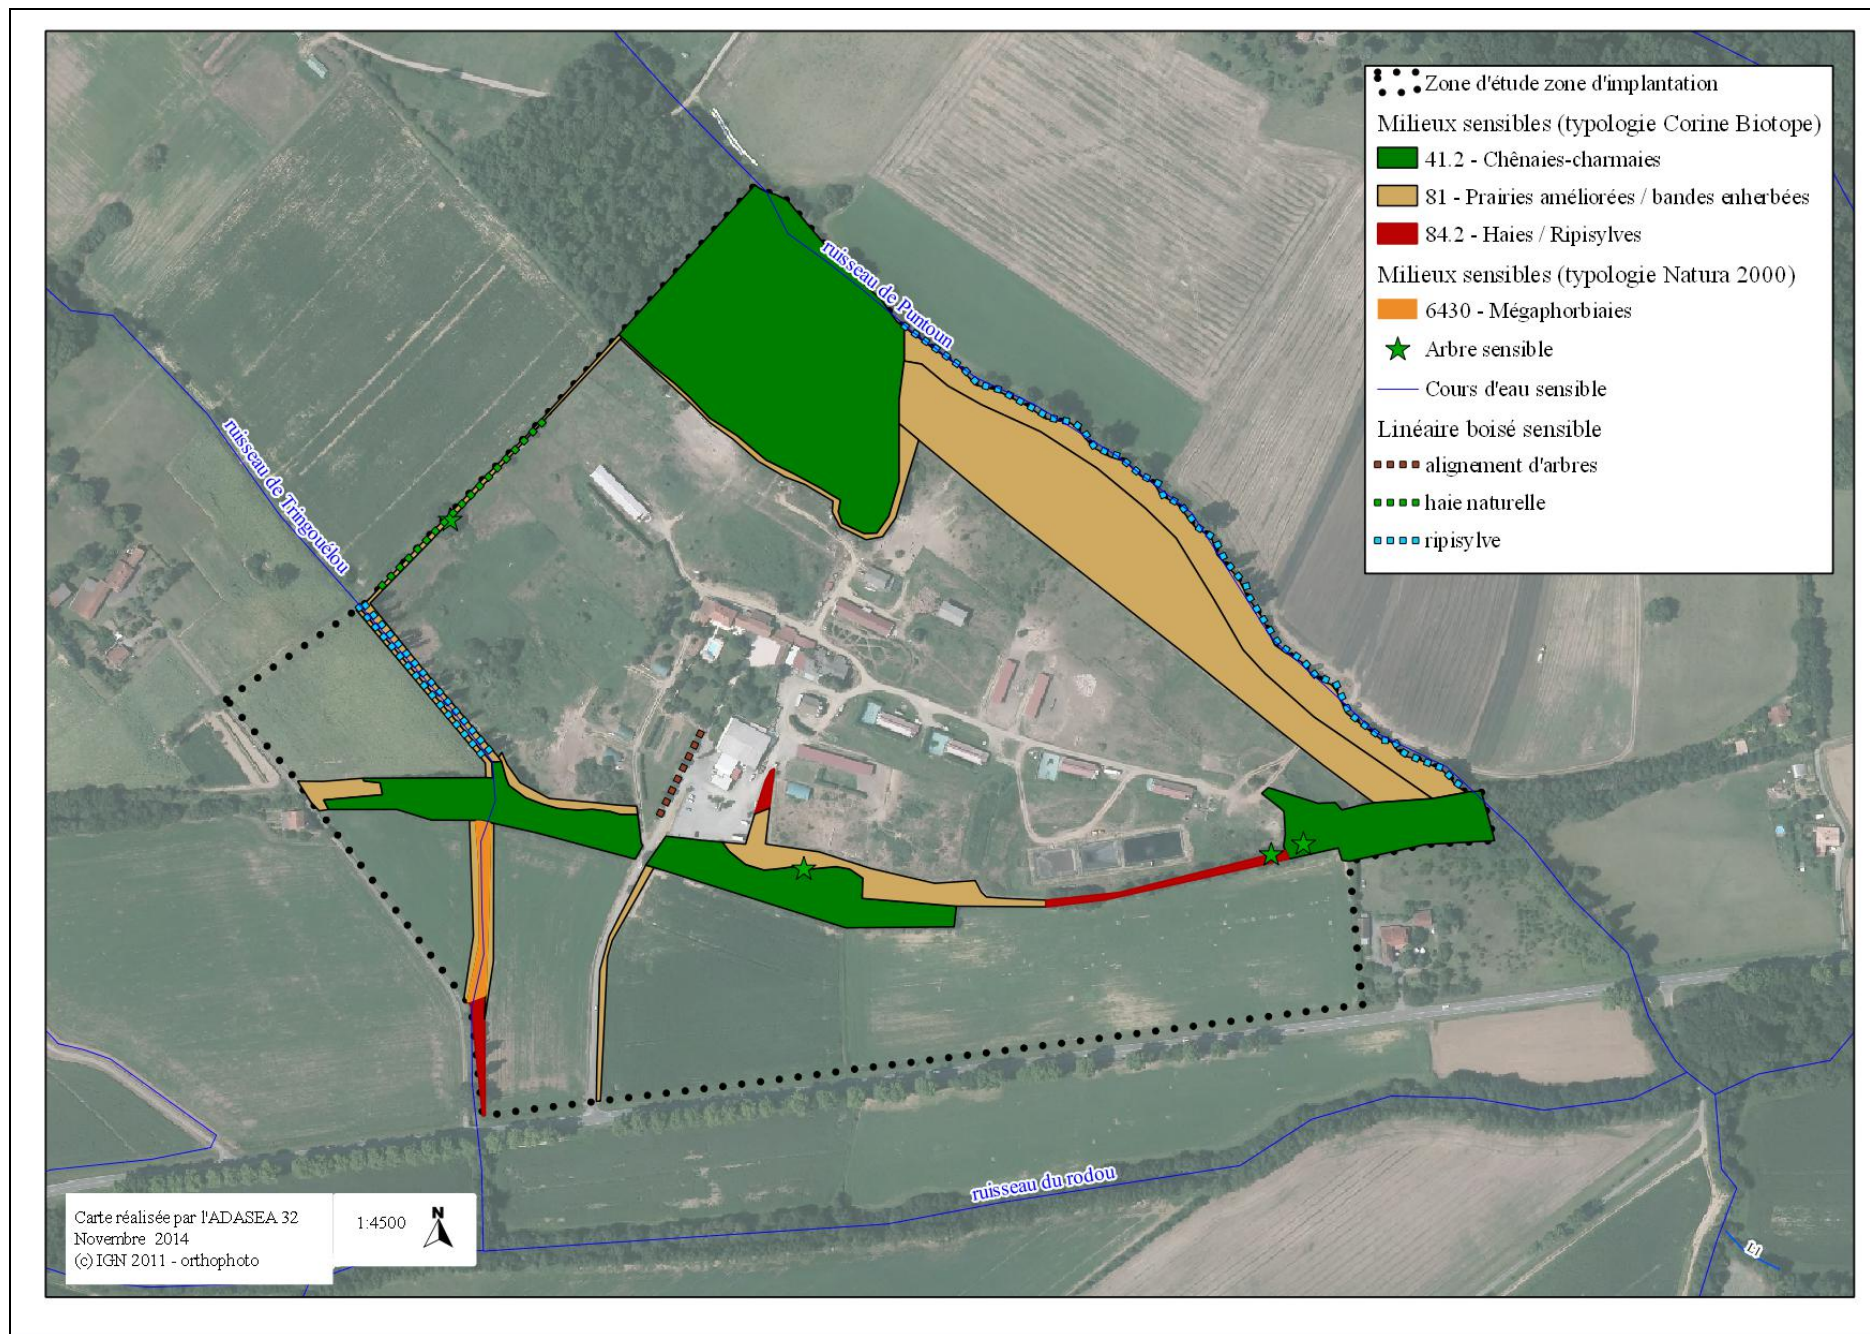 Zone d'étude zone d'implantation
Milieux sensibles (typologie Corine Biotope)
41.2 - Chênaies-charmaies
81 - Prairies améliorées / bandes enherbées
84.2 - Haies / Ripisylves
Milieux sensibles (typologie Natura 2000)
6430 - Mégaphorbiaies
Arbre sensible
Cours d'eau sensible
Linéaire boisé sensible
alignement d'arbres
haie naturelle
ripisylve
ruisseau de Puntoun
ruisseau de Tringouélou
ruisseau du rodou
Carte réalisée par l'ADASEA 32
Novembre 2014
(c) IGN 2011 - orthophoto
1:4500
N